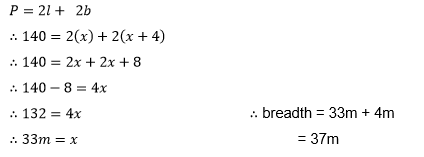 P = 2l + 2b
∴ 140 = 2(x) + 2(x + 4)
∴ 140 = 2x + 2x + 8
∴ 140 − 8 = 4x
∴ 132 = 4x
∴ 33m = x
∴ breadth = 33m + 4m
= 37m